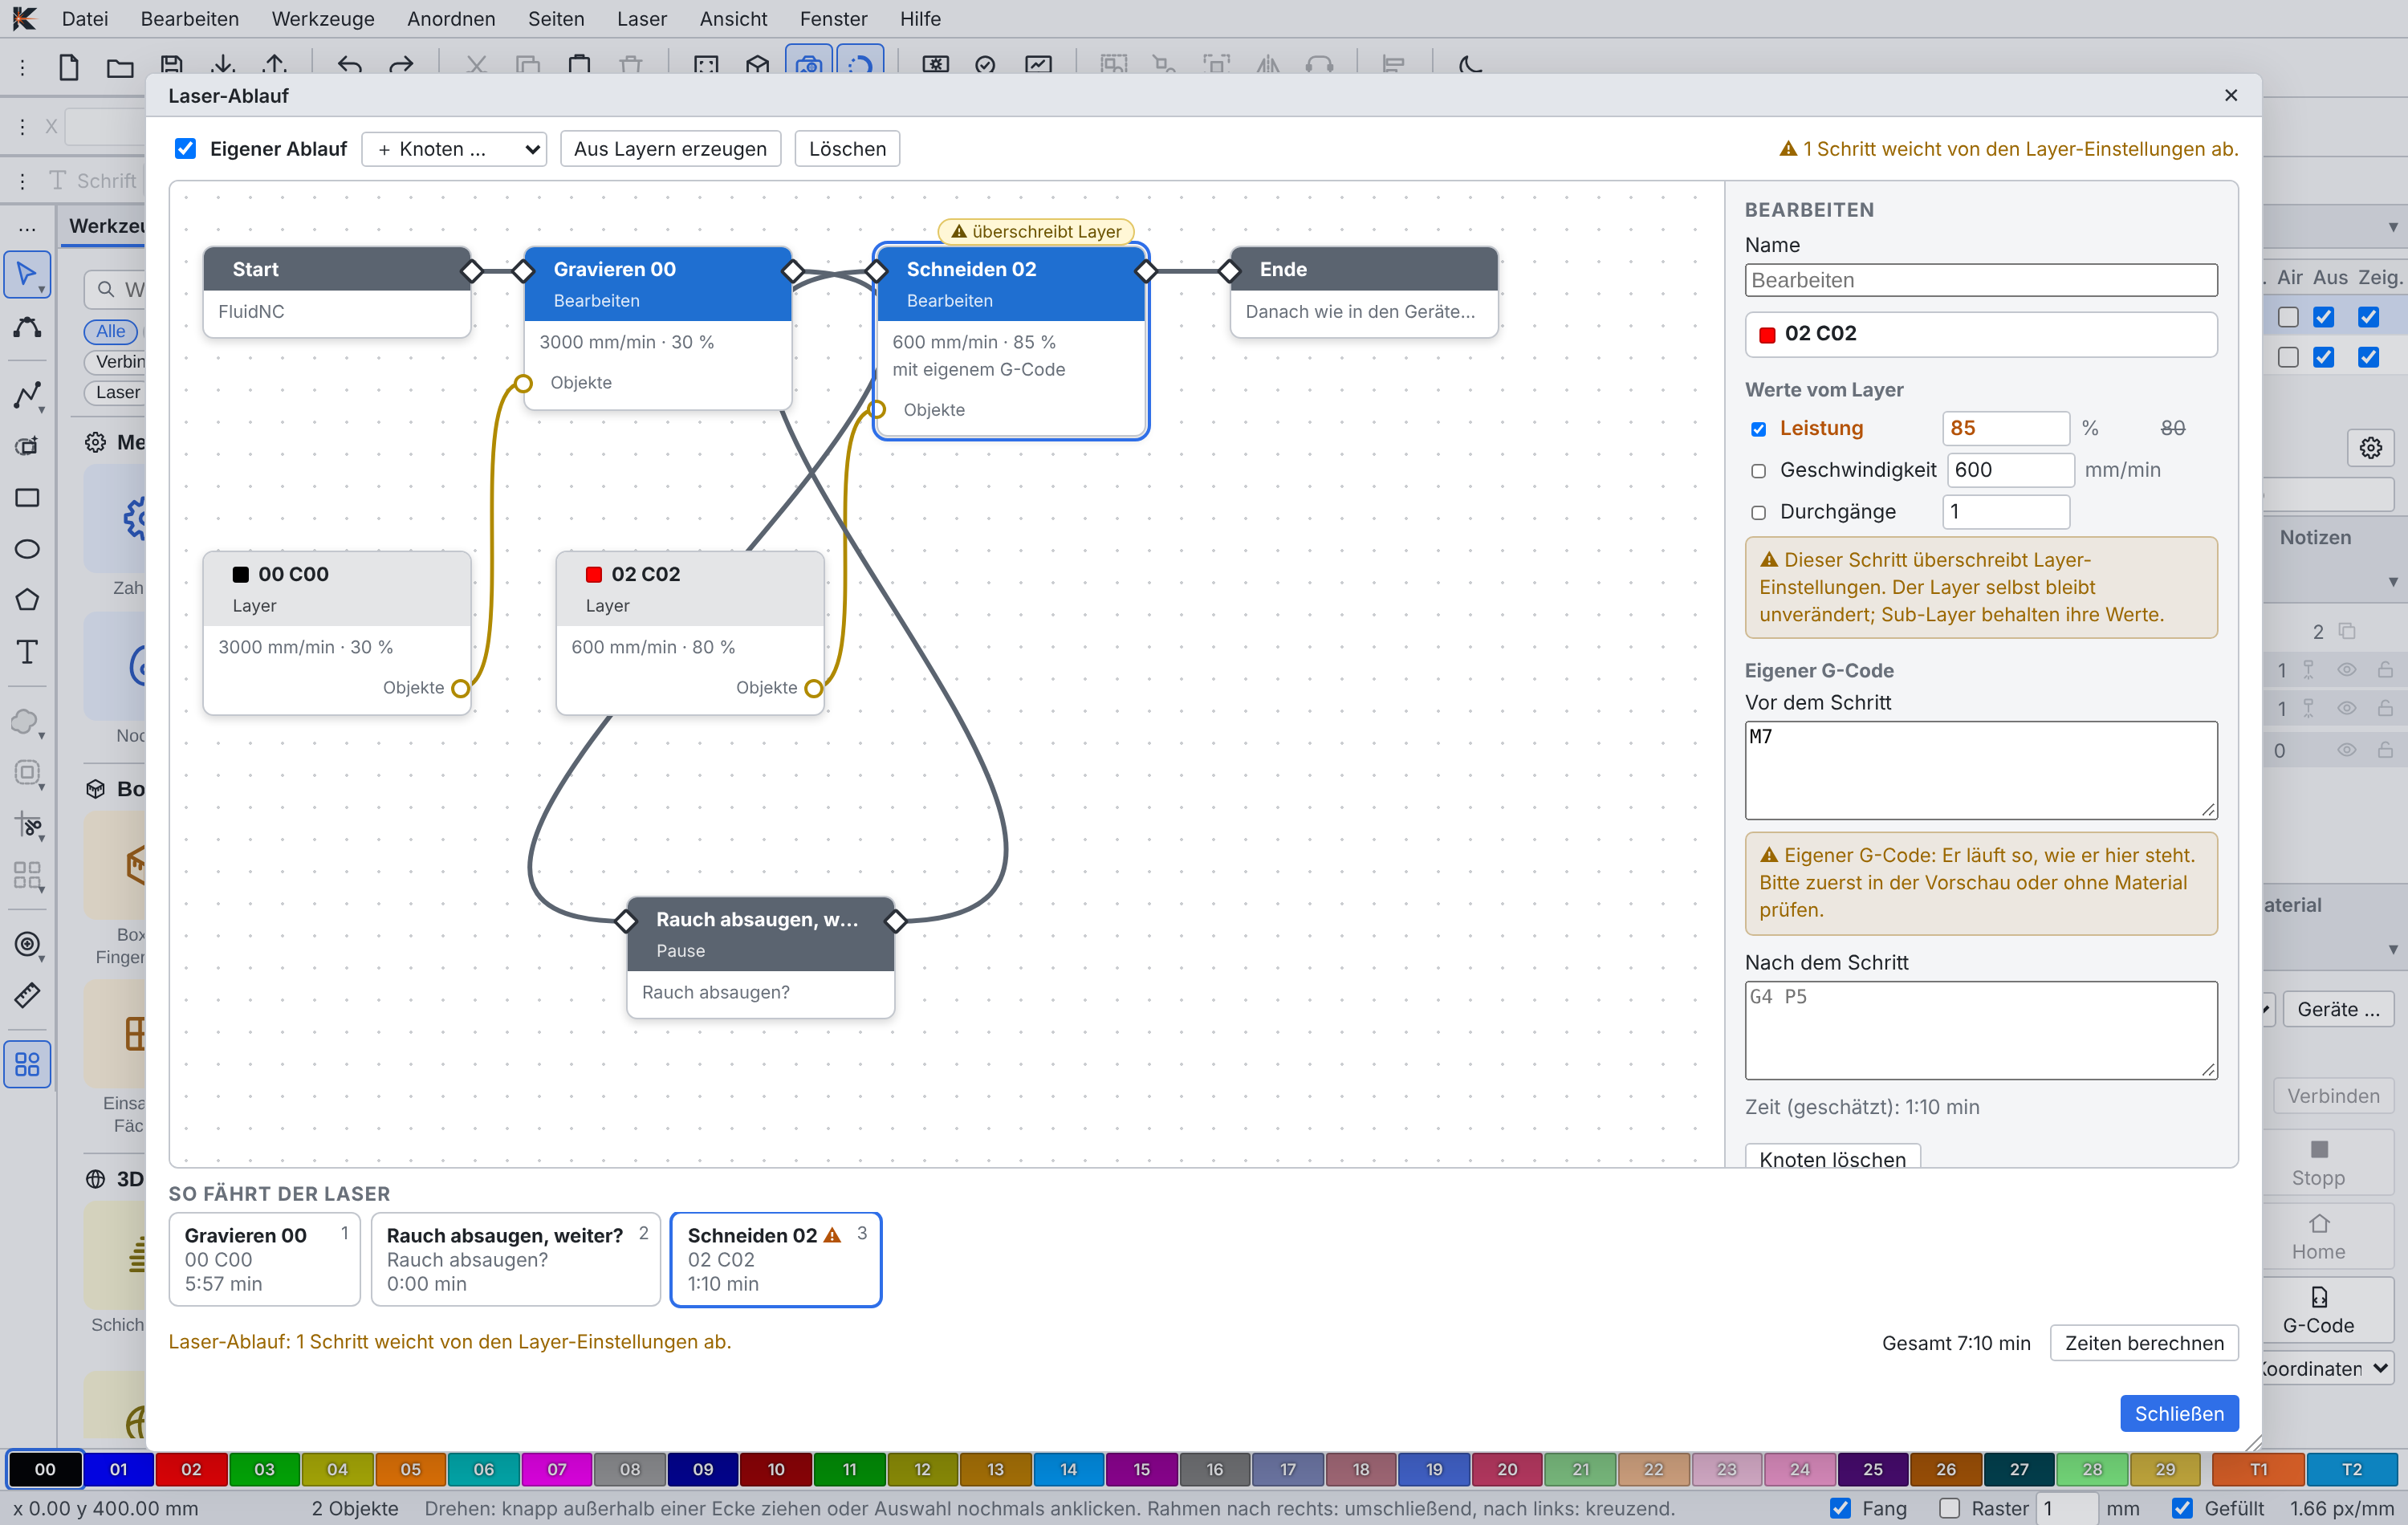 Datei Bearbeiten Werkzeuge Anordnen Seiten Laser Ansicht Fenster Hilfe
Laser-Ablauf
X
Eigener Ablauf + Knoten ... Aus Layern erzeugen Löschen
⚠ 1 Schritt weicht von den Layer-Einstellungen ab.
Schrift
Alle
Laser
Start
FluidNC
Gravieren 00
Bearbeiten
3000 mm/min · 30 %
Objekte
⚠ überschreibt Layer
Schneiden 02
Bearbeiten
600 mm/min · 85 %
mit eigenem G-Code
Objekte
Ende
Danach wie in den Geräte...
00 C00
Layer
3000 mm/min · 30 %
Objekte
02 C02
Layer
600 mm/min · 80 %
Objekte
Rauch absaugen, w...
Pause
Rauch absaugen?
BEARBEITEN
Name
Bearbeiten
02 C02
Werte vom Layer
Leistung 85 % 80
Geschwindigkeit 600 mm/min
Durchgänge 1
⚠ Dieser Schritt überschreibt Layer-
Einstellungen. Der Layer selbst bleibt
unverändert; Sub-Layer behalten ihre Werte.
Eigener G-Code
Vor dem Schritt
M7
⚠ Eigener G-Code: Er läuft so, wie er hier steht.
Bitte zuerst in der Vorschau oder ohne Material
prüfen.
Nach dem Schritt
G4 P5
Zeit (geschätzt): 1:10 min
Knoten löschen
SO FÄHRT DER LASER
Gravieren 00 1
00 C00
5:57 min
Rauch absaugen, weiter? 2
Rauch absaugen?
0:00 min
Schneiden 02 ⚠ 3
02 C02
1:10 min
Laser-Ablauf: 1 Schritt weicht von den Layer-Einstellungen ab.
Gesamt 7:10 min Zeiten berechnen
Schließen
Air Aus Zeig.
Notizen
2
1
1
0
Geräte ...
Verbinden
Stopp
Home
G-Code
3D
00 01 02 03 04 05 06 07 08 09 10 11 12 13 14 15 16 17 18 19 20 21 22 23 24 25 26 27 28 29 T1 T2
x 0.00 y 400.00 mm 2 Objekte Drehen: knapp außerhalb einer Ecke ziehen oder Auswahl nochmals anklicken. Rahmen nach rechts: umschließend, nach links: kreuzend. Fang Raster 1 mm Gefüllt 1.66 px/mm